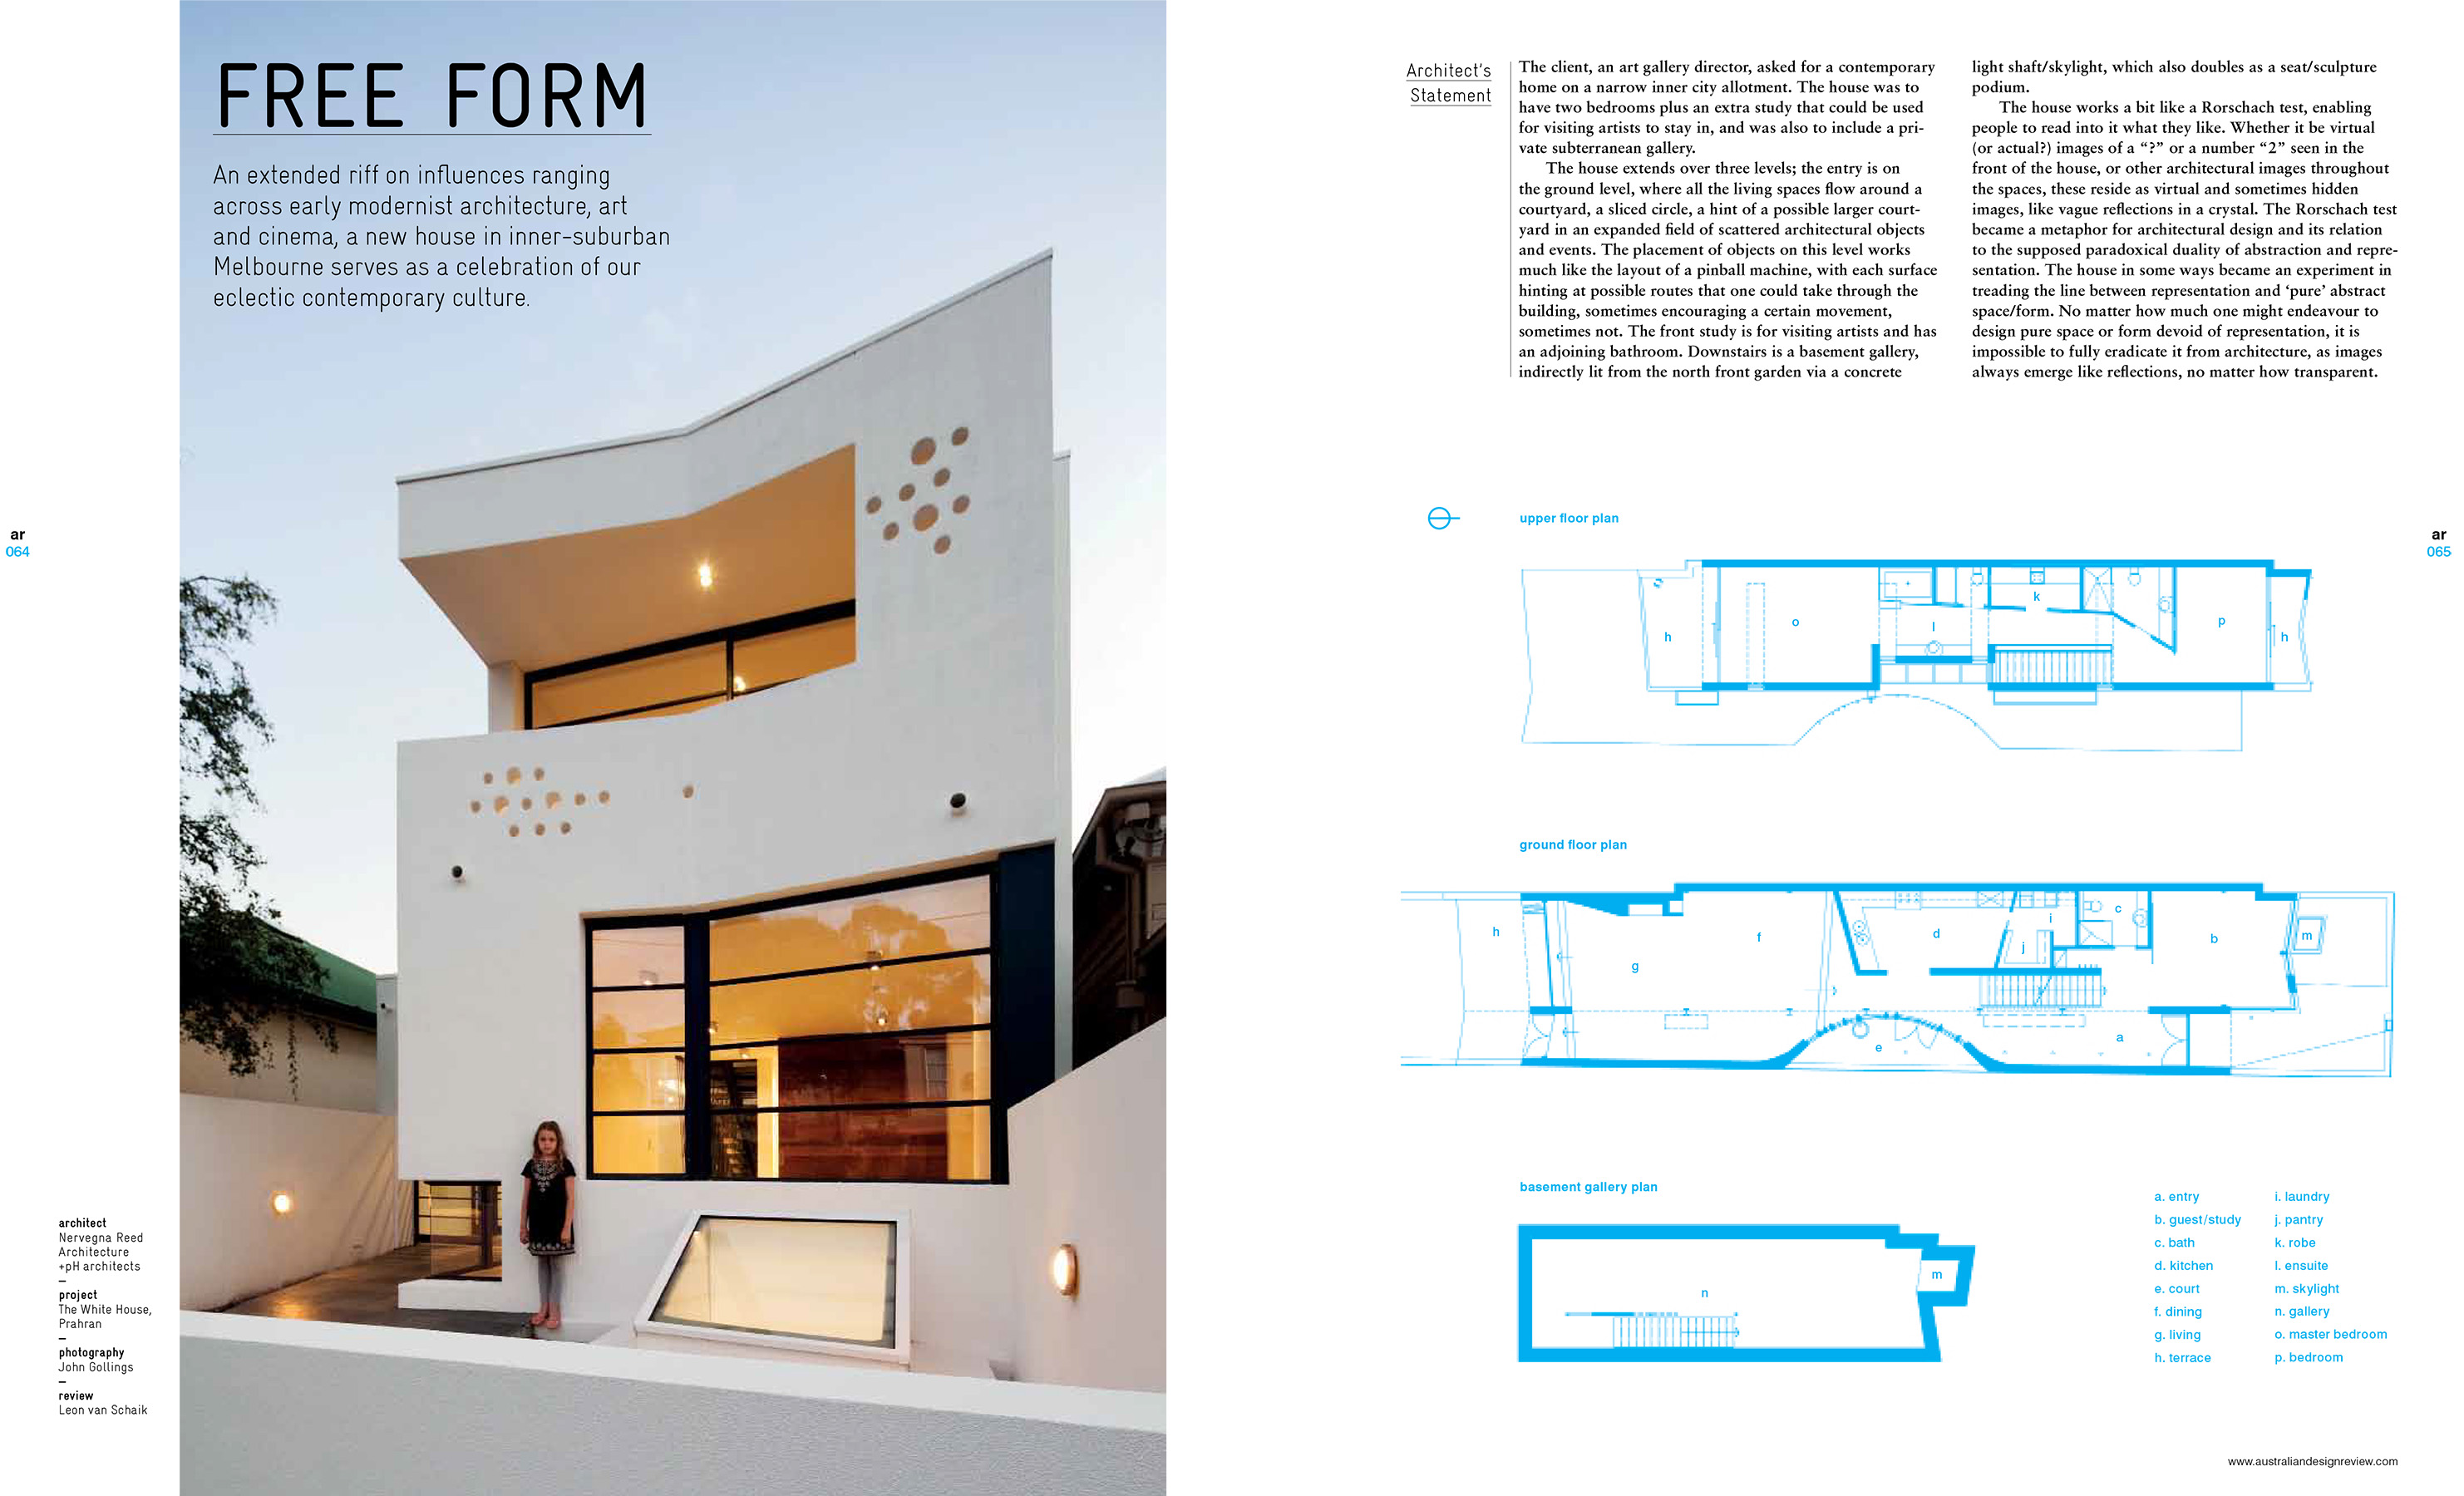 FREE FORM
An extended riff on influences ranging
across early modernist architecture, art
and cinema, a new house in inner-suburban
Melbourne serves as a celebration of our
eclectic contemporary culture.
ar
064
architect
Nervegna Reed
Architecture
+pH architects
–
project
The White House,
Prahran
–
photography
John Gollings
–
review
Leon van Schaik
Architect's
Statement
The client, an art gallery director, asked for a contemporary
home on a narrow inner city allotment. The house was to
have two bedrooms plus an extra study that could be used
for visiting artists to stay in, and was also to include a pri-
vate subterranean gallery.
The house extends over three levels; the entry is on
the ground level, where all the living spaces flow around a
courtyard, a sliced circle, a hint of a possible larger court-
yard in an expanded field of scattered architectural objects
and events. The placement of objects on this level works
much like the layout of a pinball machine, with each surface
hinting at possible routes that one could take through the
building, sometimes encouraging a certain movement,
sometimes not. The front study is for visiting artists and has
an adjoining bathroom. Downstairs is a basement gallery,
indirectly lit from the north front garden via a concrete
light shaft/skylight, which also doubles as a seat/sculpture
podium.
The house works a bit like a Rorschach test, enabling
people to read into it what they like. Whether it be virtual
(or actual?) images of a “?” or a number “2” seen in the
front of the house, or other architectural images throughout
the spaces, these reside as virtual and sometimes hidden
images, like vague reflections in a crystal. The Rorschach test
became a metaphor for architectural design and its relation
to the supposed paradoxical duality of abstraction and repre-
sentation. The house in some ways became an experiment in
treading the line between representation and ‘pure’ abstract
space/form. No matter how much one might endeavour to
design pure space or form devoid of representation, it is
impossible to fully eradicate it from architecture, as images
always emerge like reflections, no matter how transparent.
upper floor plan
h
o
l
k
p
h
ar
065
ground floor plan
h
g
f
d
i
j
c
b
m
e
a
basement gallery plan
n
m
a. entry
b. guest/study
c. bath
d. kitchen
e. court
f. dining
g. living
h. terrace
i. laundry
j. pantry
k. robe
l. ensuite
m. skylight
n. gallery
o. master bedroom
p. bedroom
www.australiandesignreview.com